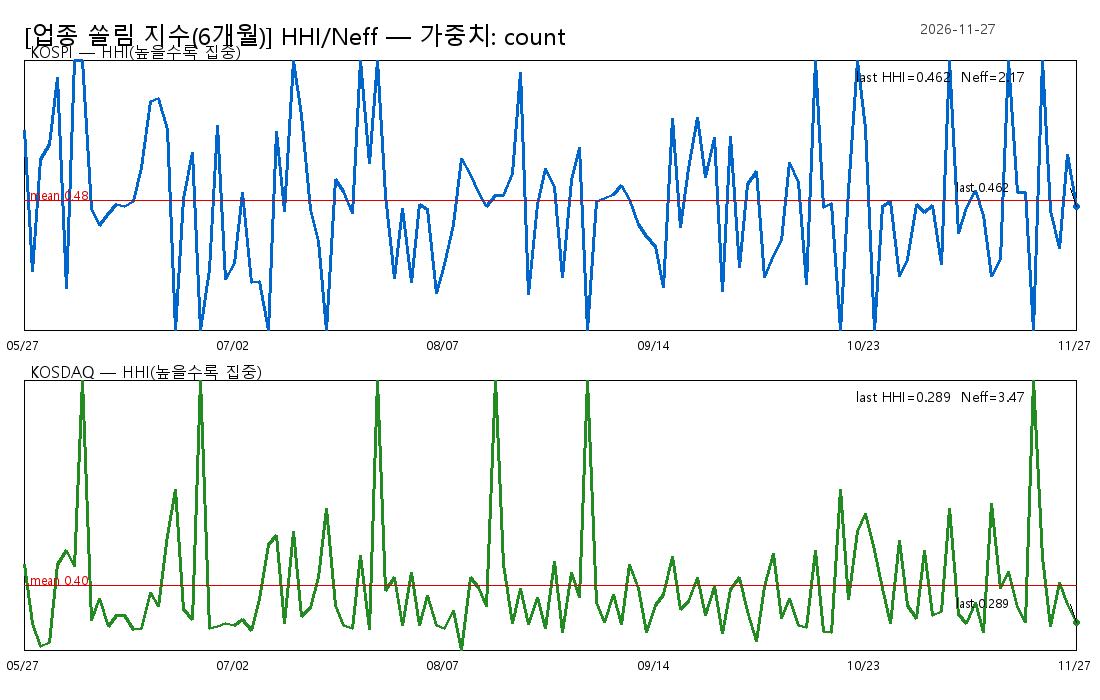 [업종 쏠림 지수(6개월)] HHI/Neff — 가중치: count
2026-11-27
KOSPI — HHI(높을수록 집중)
last HHI=0.462 Neff=2.17
mean 0.48
last 0.462
05/27 07/02 08/07 09/14 10/23 11/27
KOSDAQ — HHI(높을수록 집중)
last HHI=0.289 Neff=3.47
mean 0.40
last 0.289
05/27 07/02 08/07 09/14 10/23 11/27